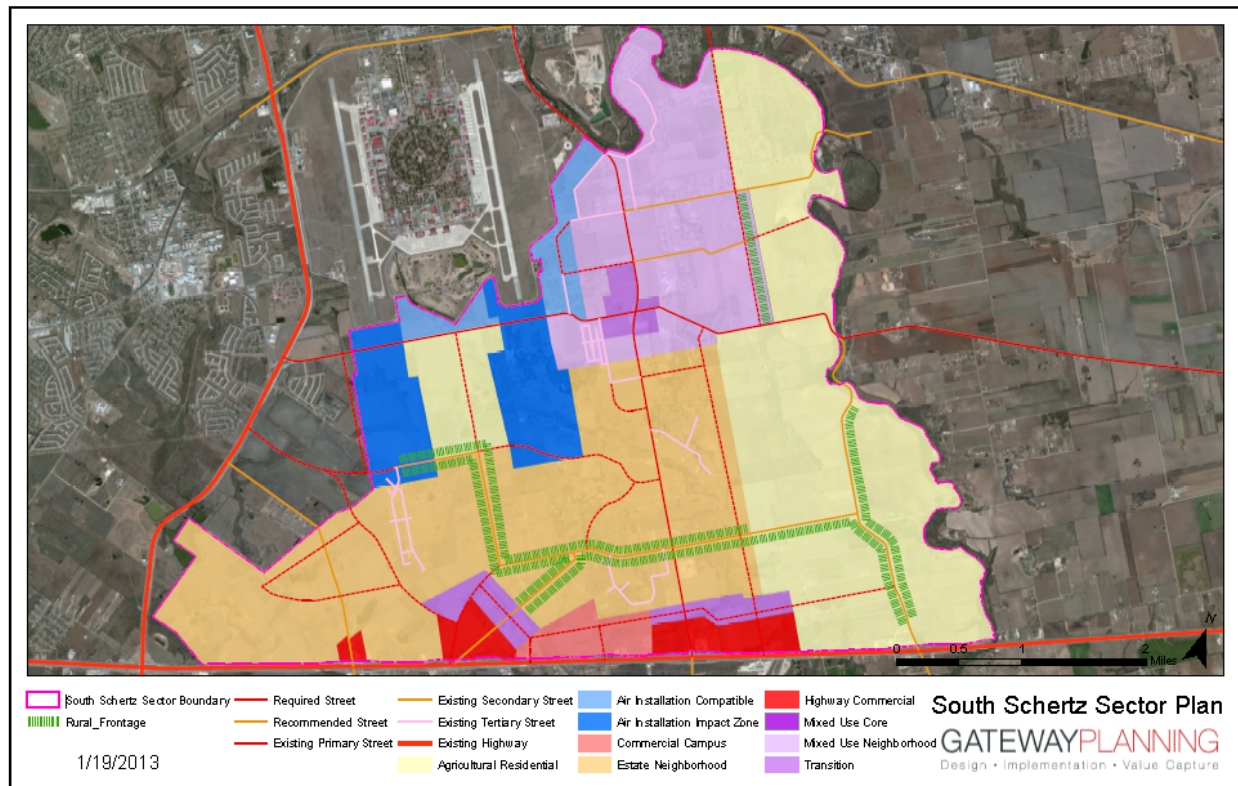 N
0 0.5 1 2
Miles
South Schertz Sector Boundary
Rural_Frontage
1/19/2013
Required Street
Recommended Street
Existing Primary Street
Existing Secondary Street
Existing Tertiary Street
Existing Highway
Agricultural Residential
Air Installation Compatible
Air Installation Impact Zone
Commercial Campus
Estate Neighborhood
Highway Commercial
Mixed Use Core
Mixed Use Neighborhood
Transition
South Schertz Sector Plan
GATEWAYPLANNING
Design • Implementation • Value Capture